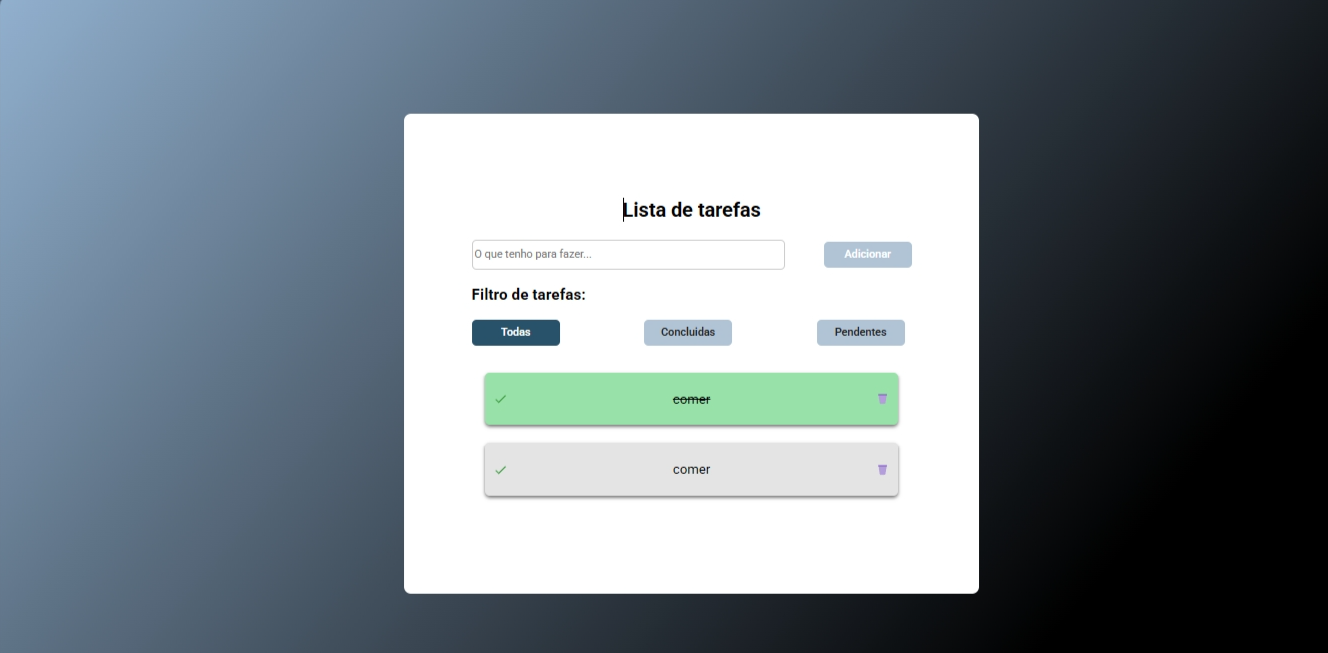 Lista de tarefas
O que tenho para fazer...
Adicionar
Filtro de tarefas:
Todas
Concluidas
Pendentes
comer
comer